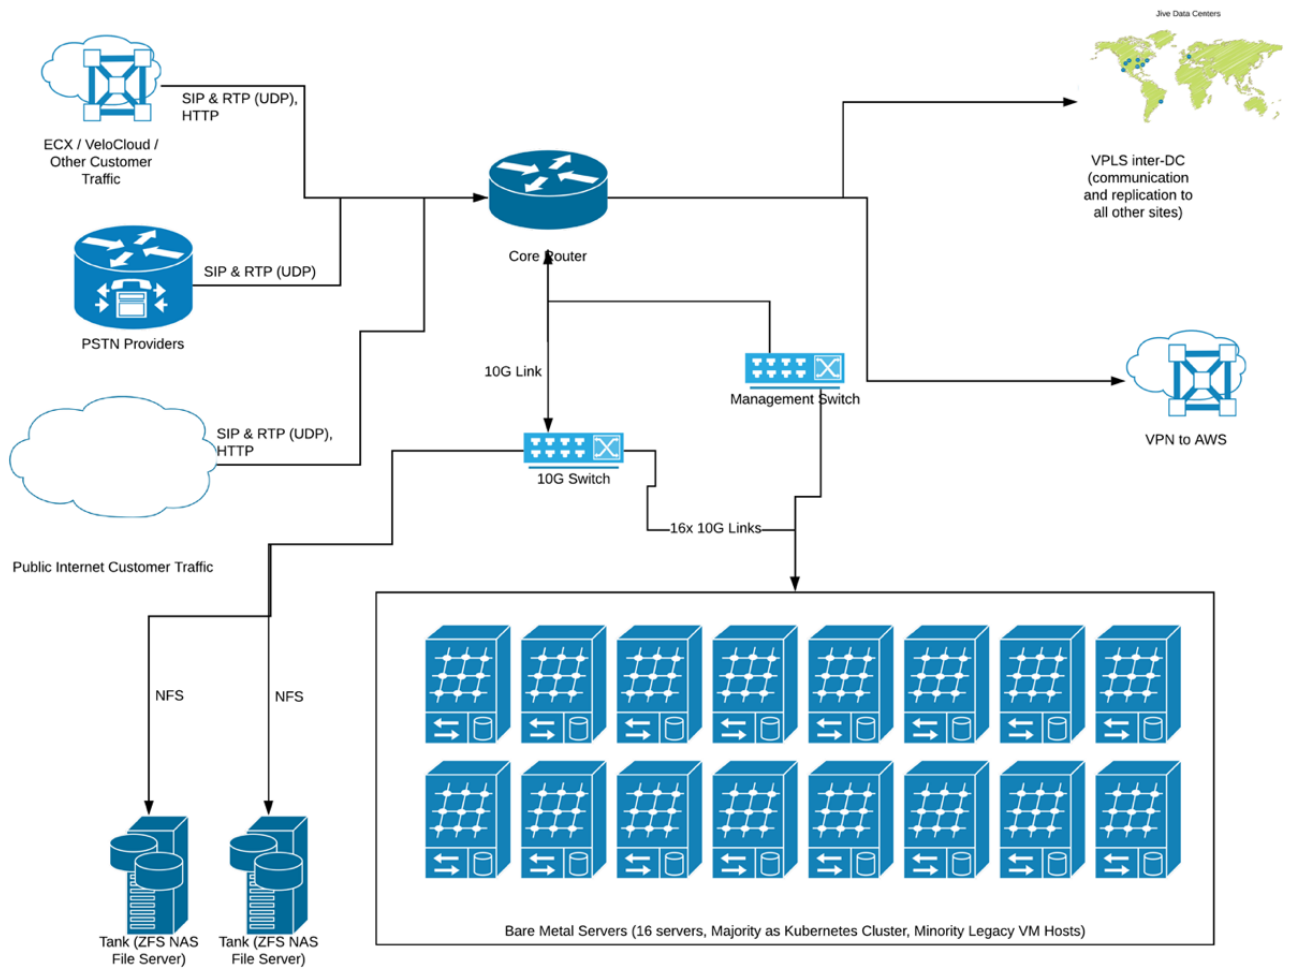 Jive Data Centers
SIP & RTP (UDP),
HTTP
ECX / VeloCloud /
Other Customer
Traffic
VPLS inter-DC
(communication
and replication to
all other sites)
Core Router
SIP & RTP (UDP)
PSTN Providers
10G Link
Management Switch
SIP & RTP (UDP),
HTTP
VPN to AWS
10G Switch
16x 10G Links
Public Internet Customer Traffic
NFS
NFS
Bare Metal Servers (16 servers, Majority as Kubernetes Cluster, Minority Legacy VM Hosts)
Tank (ZFS NAS
File Server)
Tank (ZFS NAS
File Server)